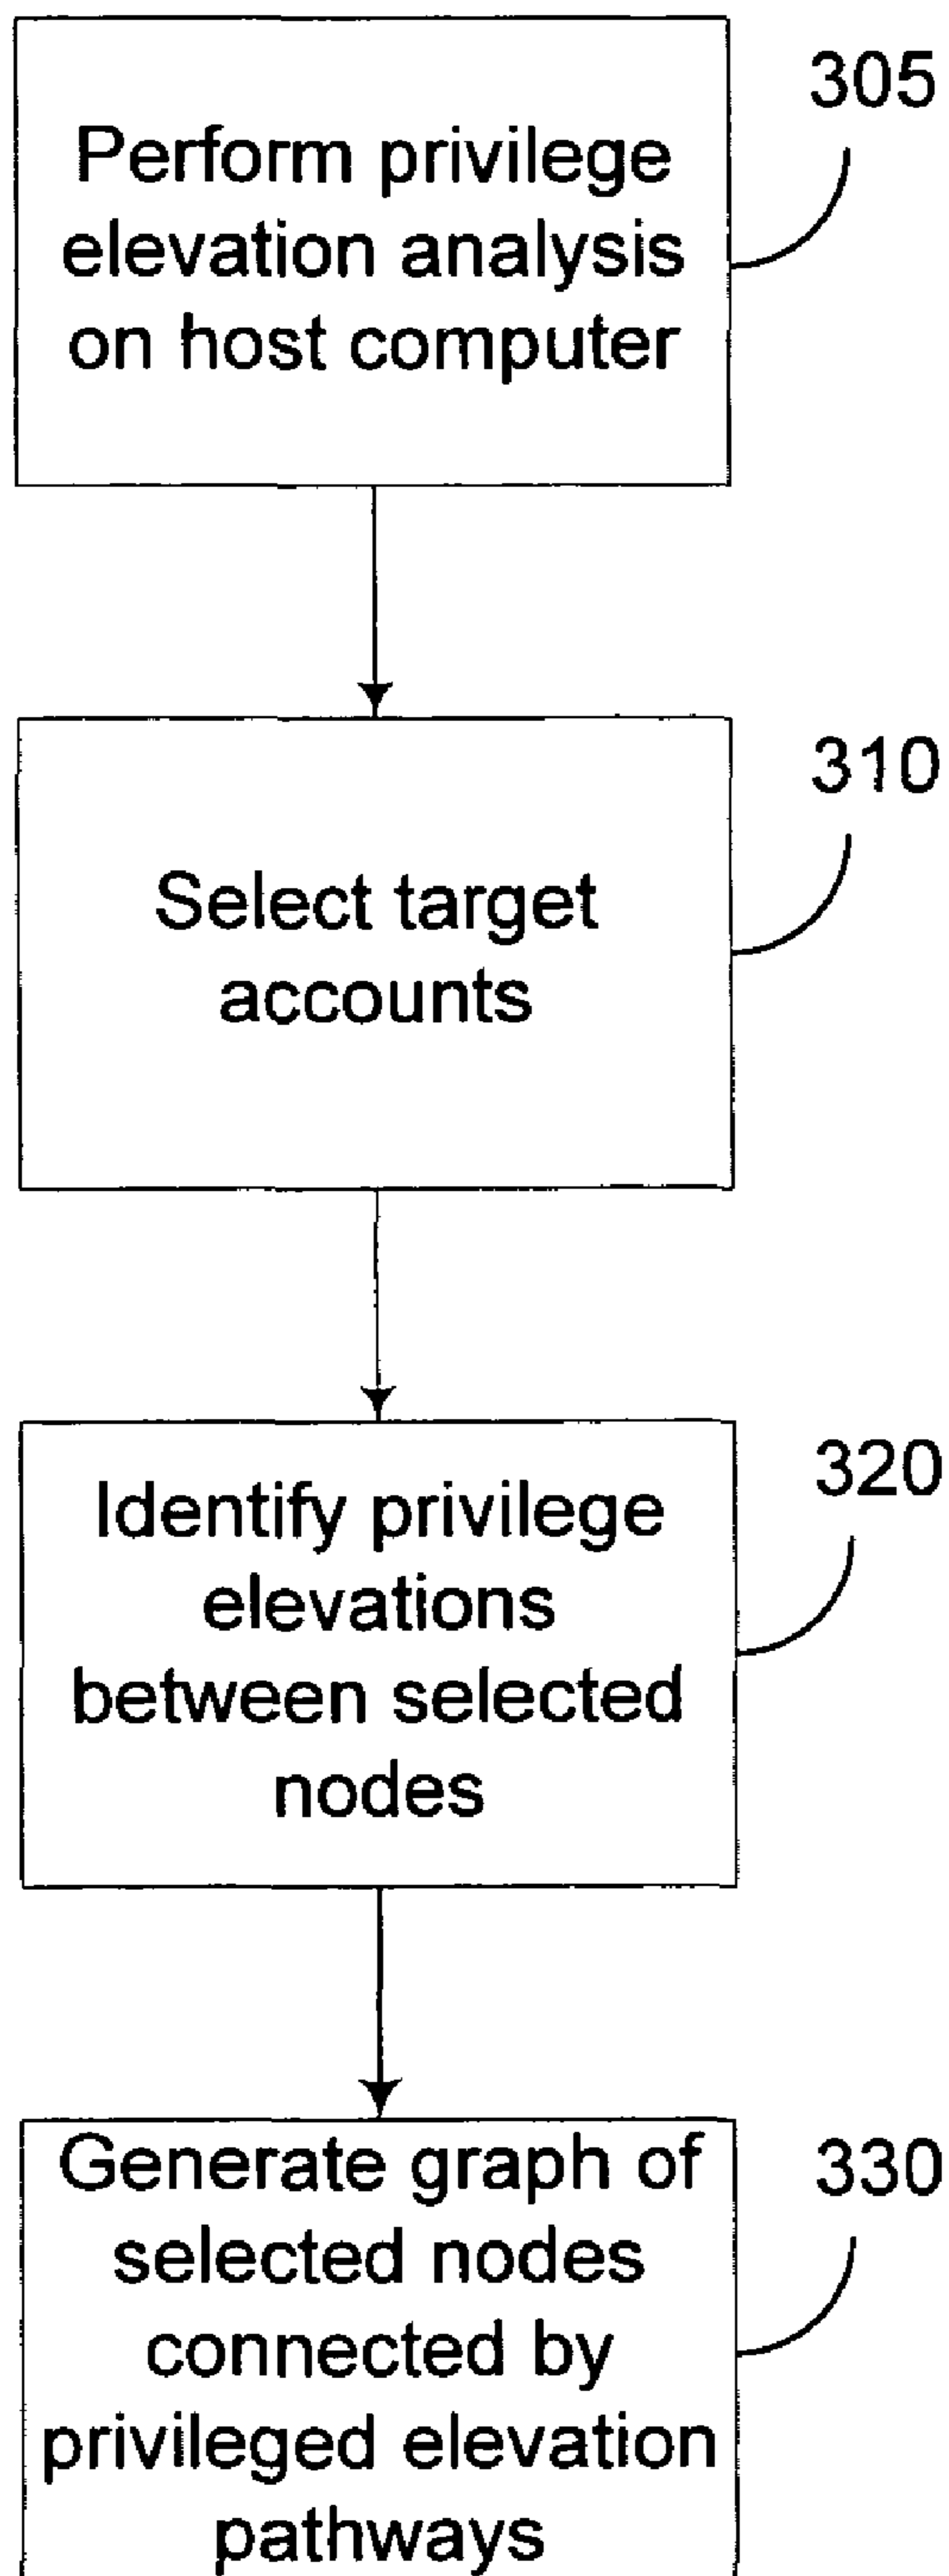 305
Perform privilege
elevation analysis
on host computer
310
Select target
accounts
320
Identify privilege
elevations
between selected
nodes
330
Generate graph of
selected nodes
connected by
privileged elevation
pathways